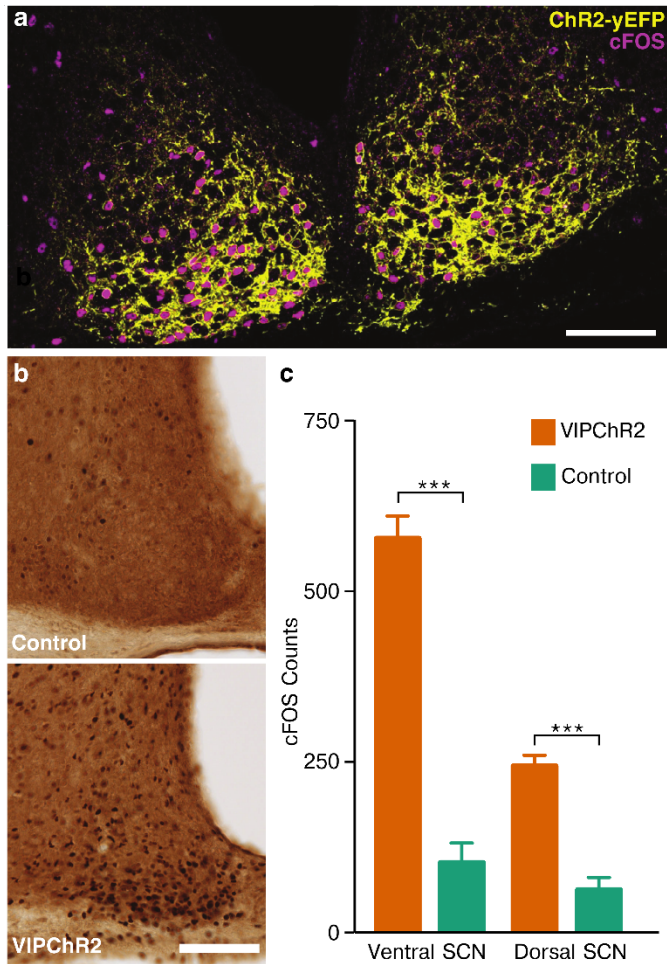 a
ChR2-yEFP
cFOS
b
b
Control
VIPChR2
c
750
500
250
0
cFOS Counts
VIPChR2
Control
***
***
Ventral SCN
Dorsal SCN